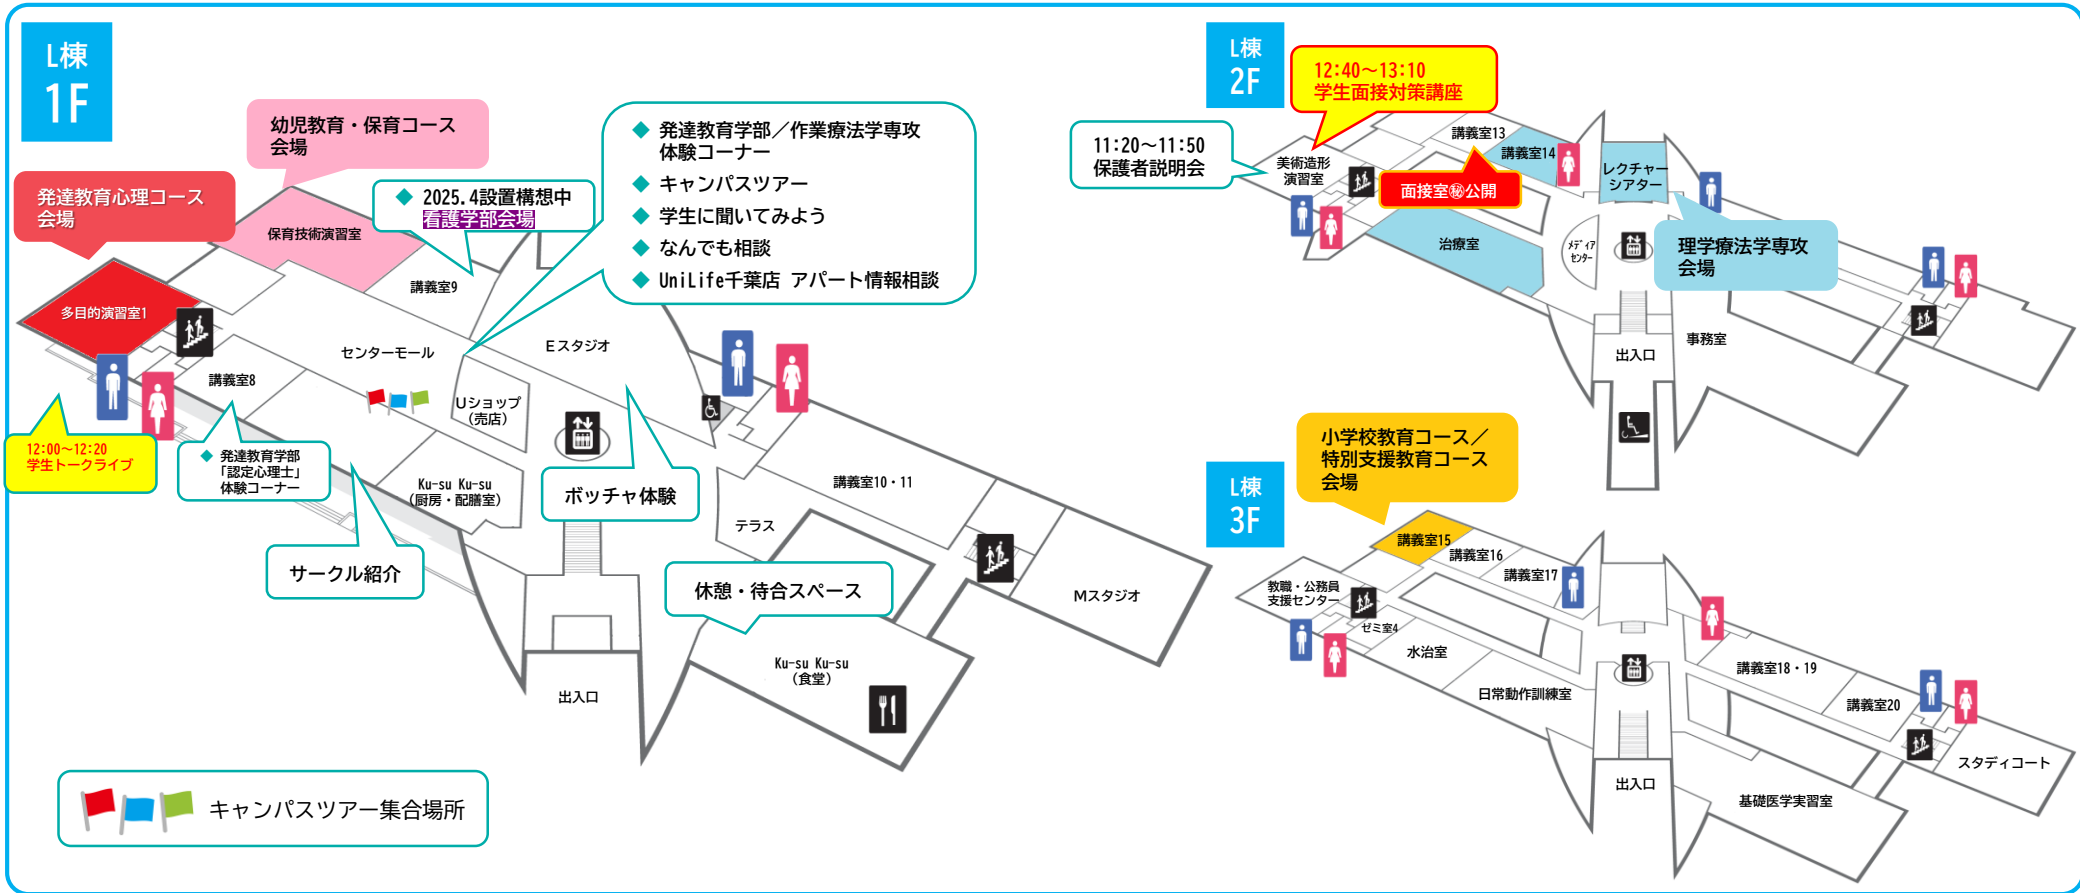 L棟
1F
幼児教育・保育コース
会場
発達教育心理コース
会場
◆ 2025.4設置構想中
看護学部会場
◆ 発達教育学部／作業療法学専攻
体験コーナー
◆ キャンパスツアー
◆ 学生に聞いてみよう
◆ なんでも相談
◆ UniLife千葉店 アパート情報相談
保育技術演習室
講義室9
多目的演習室1
センターモール
Eスタジオ
講義室8
Uショップ
（売店）
12:00～12:20
学生トークライブ
◆ 発達教育学部
「認定心理士」
体験コーナー
Ku-su Ku-su
（厨房・配膳室）
ボッチャ体験
講義室10・11
テラス
サークル紹介
休憩・待合スペース
Mスタジオ
Ku-su Ku-su
（食堂）
出入口
キャンパスツアー集合場所
L棟
2F
12:40～13:10
学生面接対策講座
11:20～11:50
保護者説明会
美術造形
演習室
講義室13
講義室14
面接室㊙公開
レクチャー
シアター
治療室
メディア
センター
理学療法学専攻
会場
事務室
出入口
L棟
3F
小学校教育コース／
特別支援教育コース
会場
講義室15
講義室16
講義室17
教職・公務員
支援センター
ゼミ室4
水治室
日常動作訓練室
講義室18・19
講義室20
スタディコート
出入口
基礎医学実習室